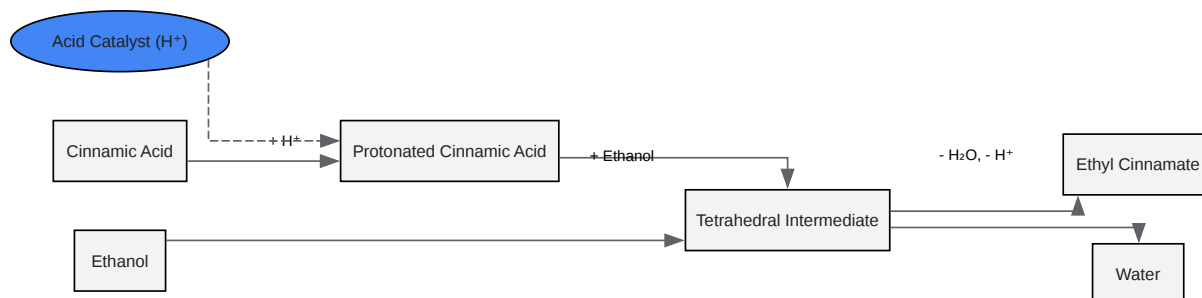 Acid Catalyst (H⁺)
+ H⁺
Cinnamic Acid
Protonated Cinnamic Acid
+ Ethanol
- H₂O, - H⁺
Ethyl Cinnamate
Tetrahedral Intermediate
Ethanol
Water